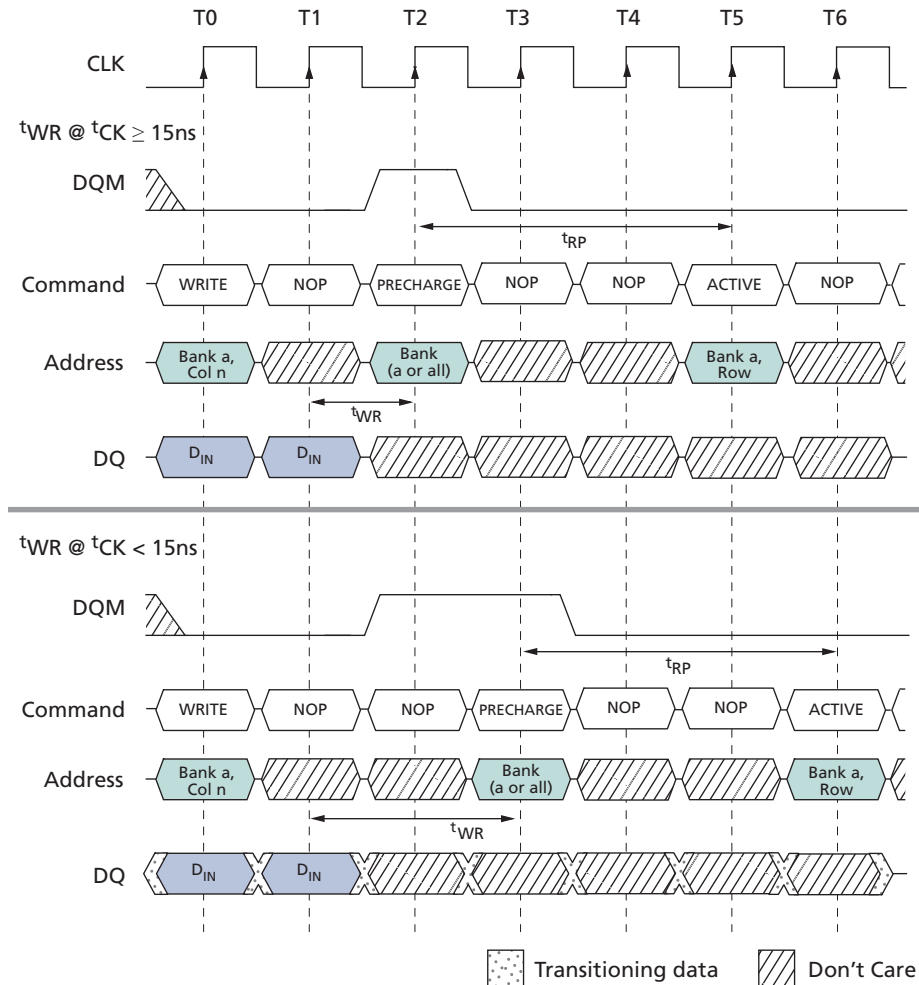 T0 T1 T2 T3 T4 T5 T6
CLK
tWR @ tCK ≥ 15ns
DQM
tRP
Command WRITE NOP PRECHARGE NOP NOP ACTIVE NOP
Address Bank a, Col n Bank (a or all) Bank a, Row
tWR
DQ DIN DIN
tWR @ tCK < 15ns
DQM
tRP
Command WRITE NOP NOP PRECHARGE NOP NOP ACTIVE
Address Bank a, Col n Bank (a or all) Bank a, Row
tWR
DQ DIN DIN
Transitioning data Don't Care